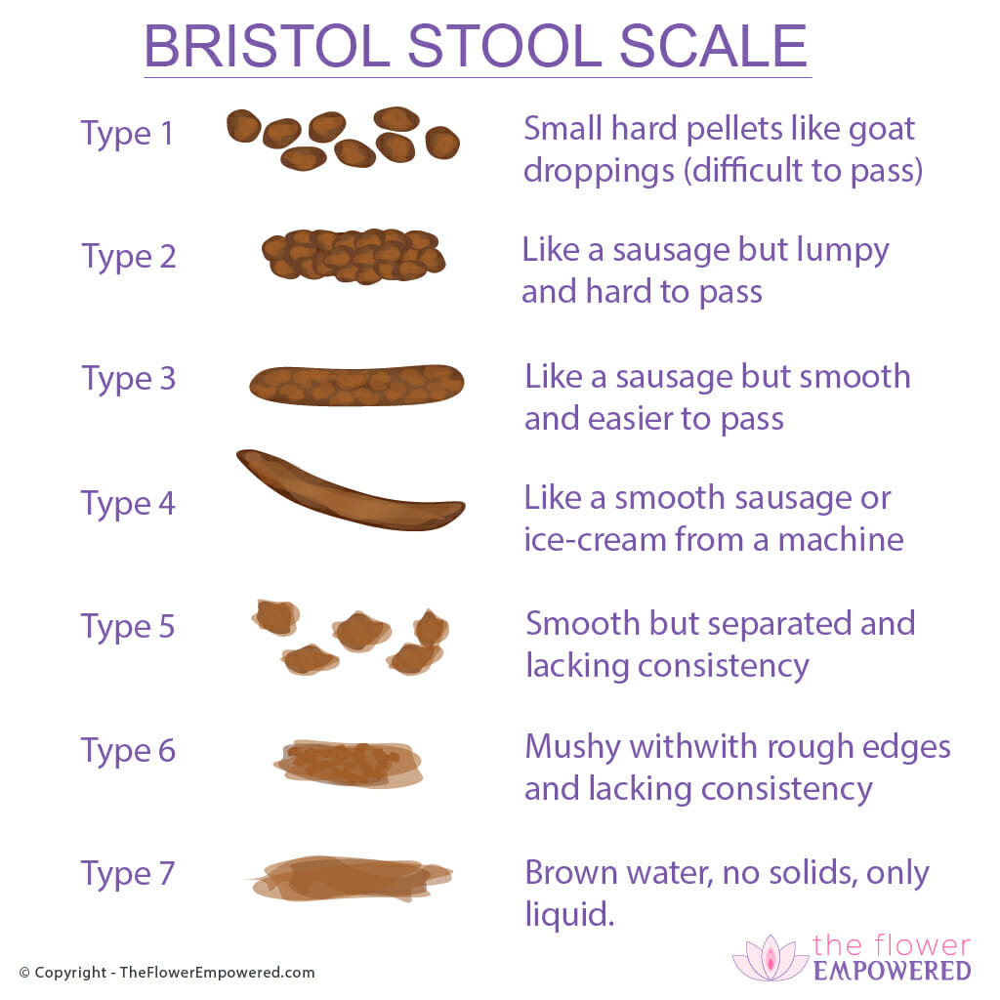 BRISTOL STOOL SCALE
Type 1
Small hard pellets like goat
droppings (difficult to pass)
Type 2
Like a sausage but lumpy
and hard to pass
Type 3
Like a sausage but smooth
and easier to pass
Type 4
Like a smooth sausage or
ice-cream from a machine
Type 5
Smooth but separated and
lacking consistency
Type 6
Mushy withwith rough edges
and lacking consistency
Type 7
Brown water, no solids, only
liquid.
the flower
EMPOWERED
© Copyright - TheFlowerEmpowered.com